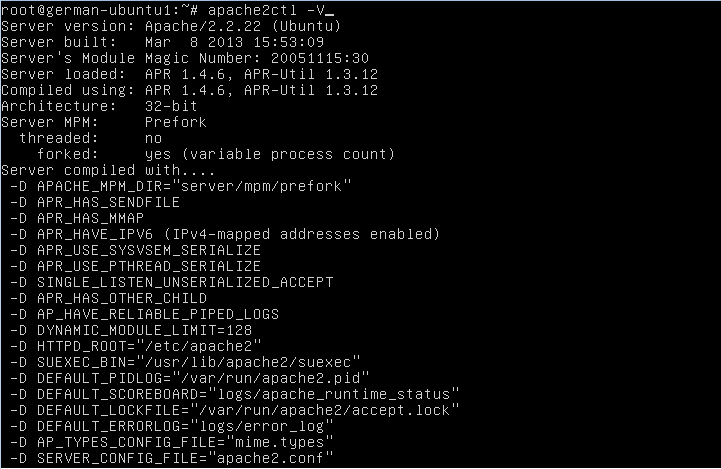 root@german-ubuntu1:~# apache2ctl -V_
Server version: Apache/2.2.22 (Ubuntu)
Server built:   Mar  8 2013 15:53:09
Server's Module Magic Number: 20051115:30
Server loaded:  APR 1.4.6, APR-Util 1.3.12
Compiled using: APR 1.4.6, APR-Util 1.3.12
Architecture:   32-bit
Server MPM:     Prefork
  threaded:     no
    forked:     yes (variable process count)
Server compiled with....
 -D APACHE_MPM_DIR="server/mpm/prefork"
 -D APR_HAS_SENDFILE
 -D APR_HAS_MMAP
 -D APR_HAVE_IPV6 (IPv4-mapped addresses enabled)
 -D APR_USE_SYSVSEM_SERIALIZE
 -D APR_USE_PTHREAD_SERIALIZE
 -D SINGLE_LISTEN_UNSERIALIZED_ACCEPT
 -D APR_HAS_OTHER_CHILD
 -D AP_HAVE_RELIABLE_PIPED_LOGS
 -D DYNAMIC_MODULE_LIMIT=128
 -D HTTPD_ROOT="/etc/apache2"
 -D SUEXEC_BIN="/usr/lib/apache2/suexec"
 -D DEFAULT_PIDLOG="/var/run/apache2.pid"
 -D DEFAULT_SCOREBOARD="logs/apache_runtime_status"
 -D DEFAULT_LOCKFILE="/var/run/apache2/accept.lock"
 -D DEFAULT_ERRORLOG="logs/error_log"
 -D AP_TYPES_CONFIG_FILE="mime.types"
 -D SERVER_CONFIG_FILE="apache2.conf"